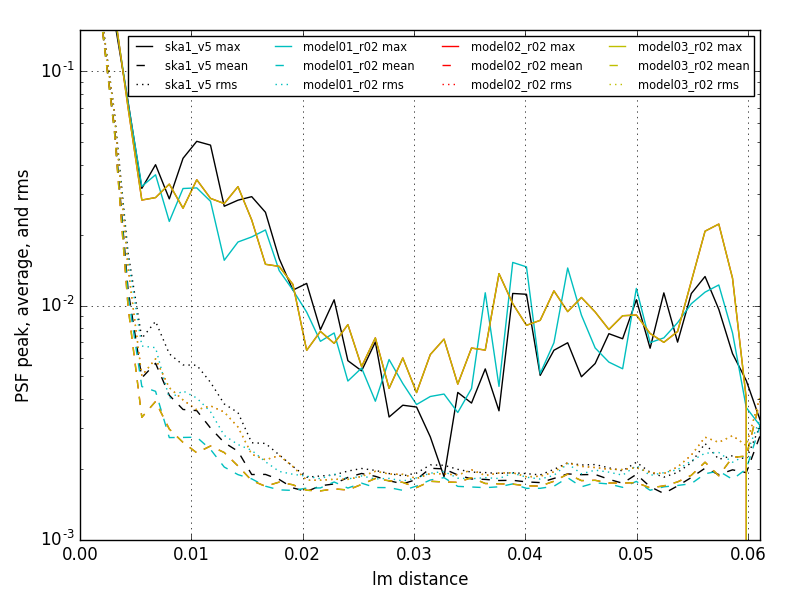 ska1_v5 max model01_r02 max model02_r02 max model03_r02 max
ska1_v5 mean model01_r02 mean model02_r02 mean model03_r02 mean
ska1_v5 rms model01_r02 rms model02_r02 rms model03_r02 rms
PSF peak, average, and rms
10⁻¹
10⁻²
10⁻³
0.00 0.01 0.02 0.03 0.04 0.05 0.06
lm distance